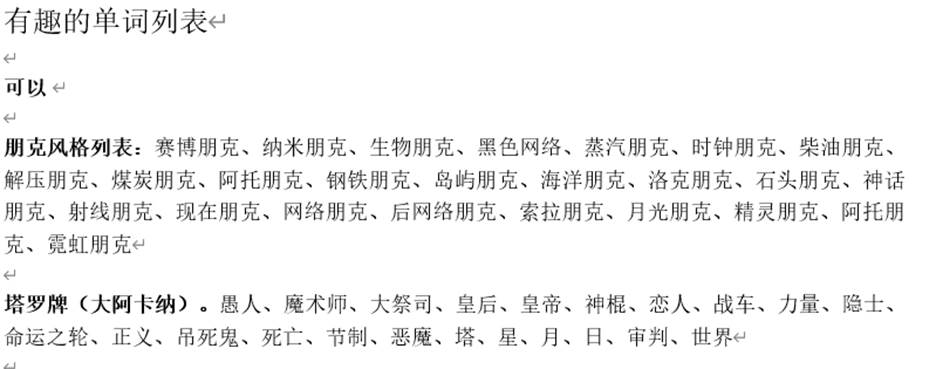 有趣的单词列表
可以
朋克风格列表：赛博朋克、纳米朋克、生物朋克、黑色网络、蒸汽朋克、时钟朋克、柴油朋克、
解压朋克、煤炭朋克、阿托朋克、钢铁朋克、岛屿朋克、海洋朋克、洛克朋克、石头朋克、神话
朋克、射线朋克、现在朋克、网络朋克、后网络朋克、索拉朋克、月光朋克、精灵朋克、阿托朋
克、霓虹朋克
塔罗牌（大阿卡纳）。愚人、魔术师、大祭司、皇后、皇帝、神棍、恋人、战车、力量、隐士、
命运之轮、正义、吊死鬼、死亡、节制、恶魔、塔、星、月、日、审判、世界